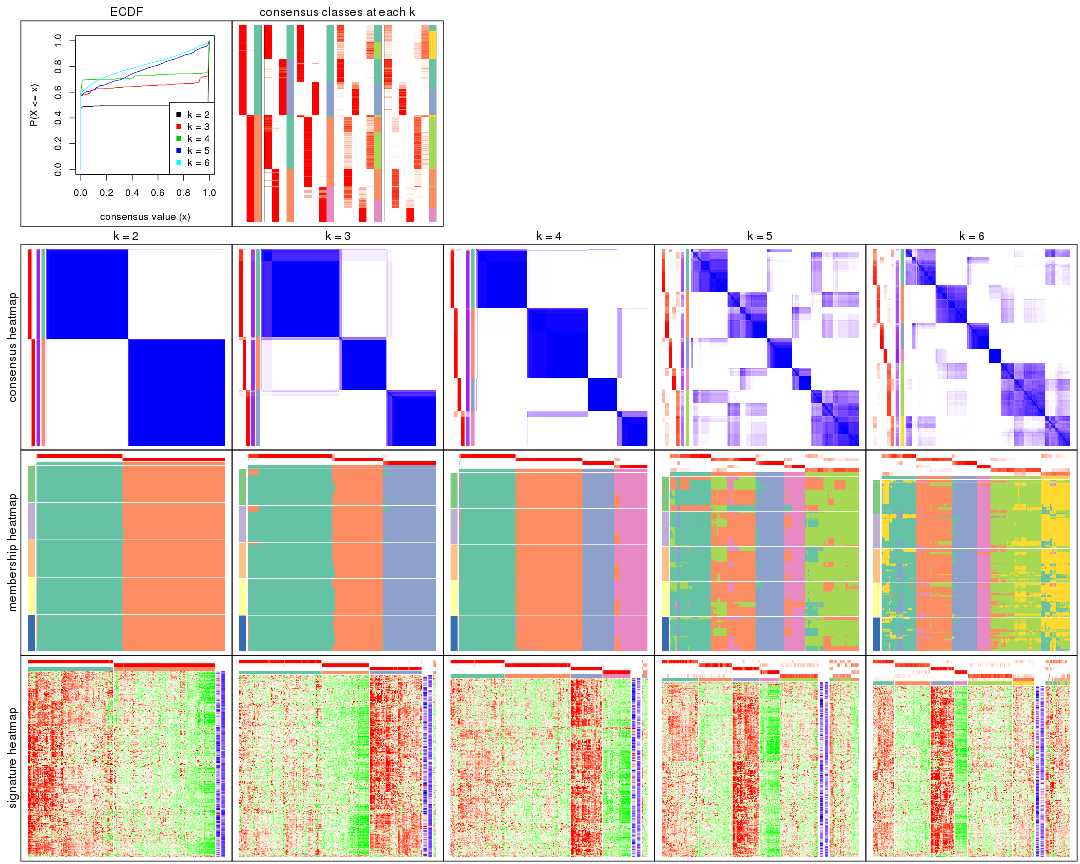 ECDF
consensus classes at each k
P(X <= x)
0.0 0.2 0.4 0.6 0.8 1.0
k = 2
k = 3
k = 4
k = 5
k = 6
0.0 0.2 0.4 0.6 0.8 1.0
consensus value (x)
k = 2 k = 3 k = 4 k = 5 k = 6
consensus heatmap
membership heatmap
signature heatmap